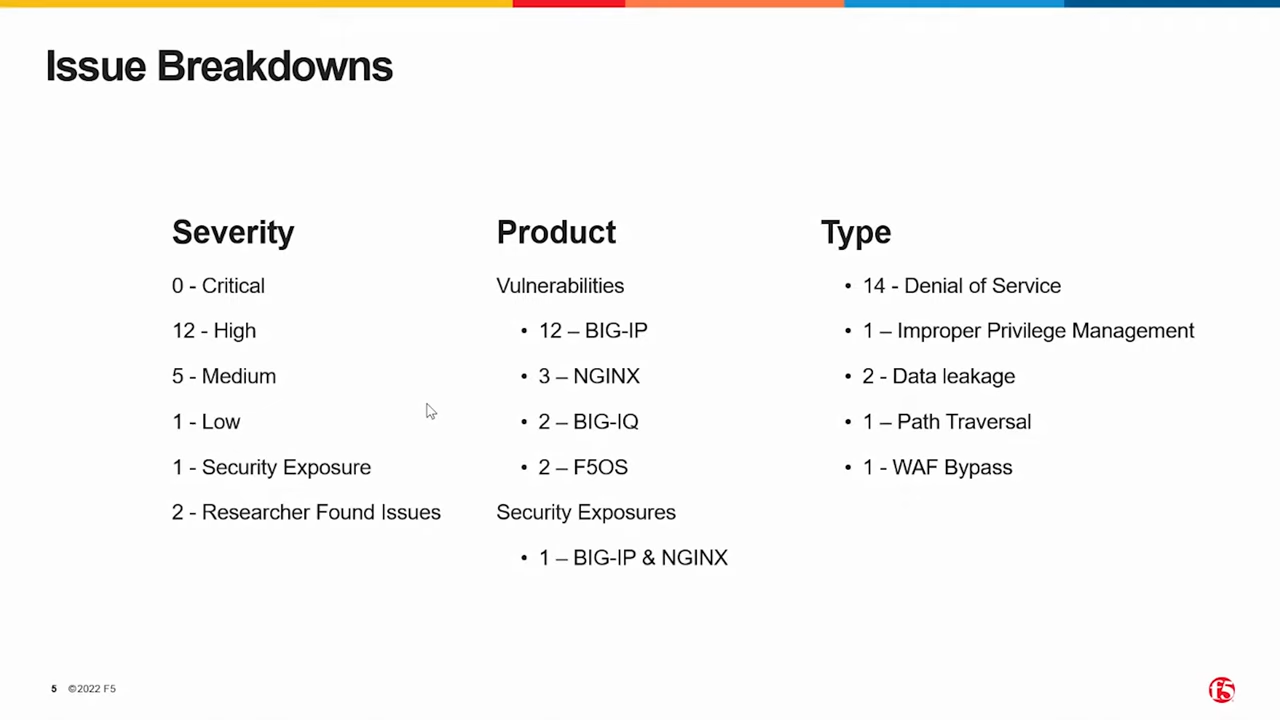 Issue Breakdowns
Severity
0 - Critical
12 - High
5 - Medium
1 - Low
1 - Security Exposure
2 - Researcher Found Issues
Product
Vulnerabilities
• 12 – BIG-IP
• 3 – NGINX
• 2 – BIG-IQ
• 2 – F5OS
Security Exposures
• 1 – BIG-IP & NGINX
Type
• 14 - Denial of Service
• 1 – Improper Privilege Management
• 2 - Data leakage
• 1 – Path Traversal
• 1 - WAF Bypass
5 ©2022 F5
f5